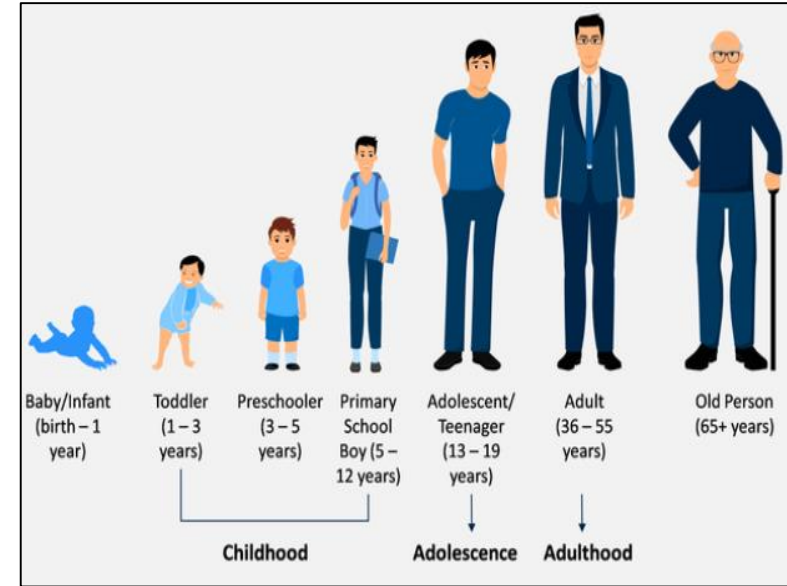 Baby/Infant
(birth – 1
year)
Toddler
(1 – 3
years)
Preschooler
(3 – 5
years)
Primary
School
Boy (5 –
12 years)
Adolescent/
Teenager
(13 – 19
years)
Adult
(36 – 55
years)
Old Person
(65+ years)
Childhood
Adolescence
Adulthood